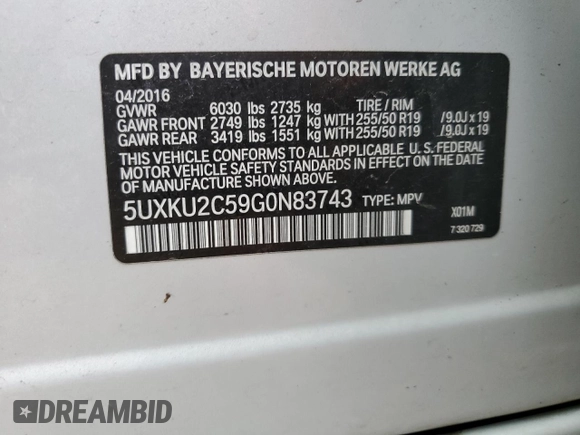 MFD BY BAYERISCHE MOTOREN WERKE AG
04/2016
GVWR 6030 lbs 2735 kg TIRE / RIM
GAWR FRONT 2749 lbs 1247 kg WITH 255/50 R19 /9.0J x 19
GAWR REAR 3419 lbs 1551 kg WITH 255/50 R19 /9.0J x 19
THIS VEHICLE CONFORMS TO ALL APPLICABLE U. S. FEDERAL
MOTOR VEHICLE SAFETY STANDARDS IN EFFECT ON THE DATE OF
MANUFACTURE SHOWN ABOVE.
5UXKU2C59G0N83743 TYPE: MPV X01M
7 320 729
DREAMBID